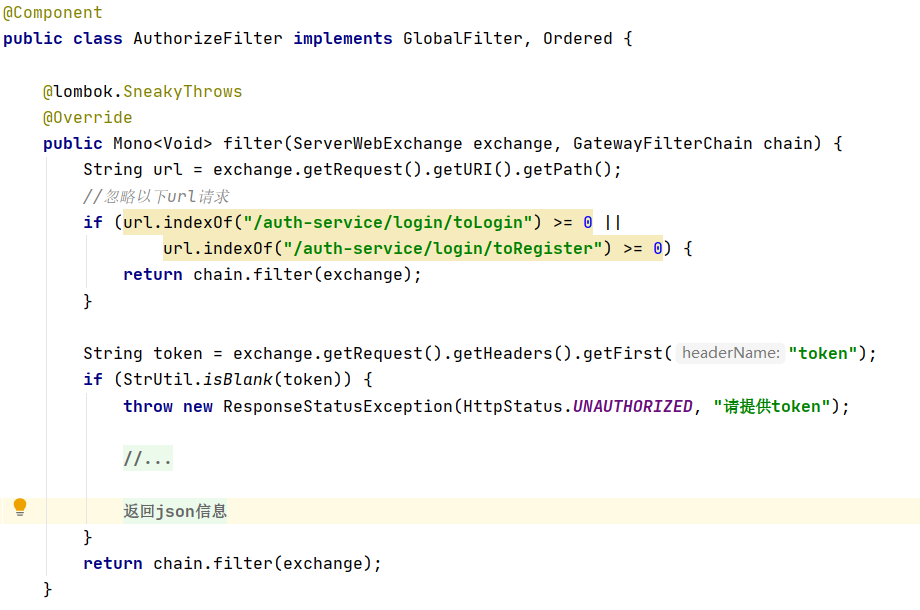 @Component
public class AuthorizeFilter implements GlobalFilter, Ordered {
@lombok.SneakyThrows
@Override
public Mono<Void> filter(ServerWebExchange exchange, GatewayFilterChain chain) {
String url = exchange.getRequest().getURI().getPath();
//忽略以下url请求
if (url.indexOf("/auth-service/login/toLogin") >= 0 ||
url.indexOf("/auth-service/login/toRegister") >= 0) {
return chain.filter(exchange);
}
String token = exchange.getRequest().getHeaders().getFirst( headerName: "token");
if (StrUtil.isBlank(token)) {
throw new ResponseStatusException(HttpStatus.UNAUTHORIZED, "请提供token");
//...
返回json信息
}
return chain.filter(exchange);
}